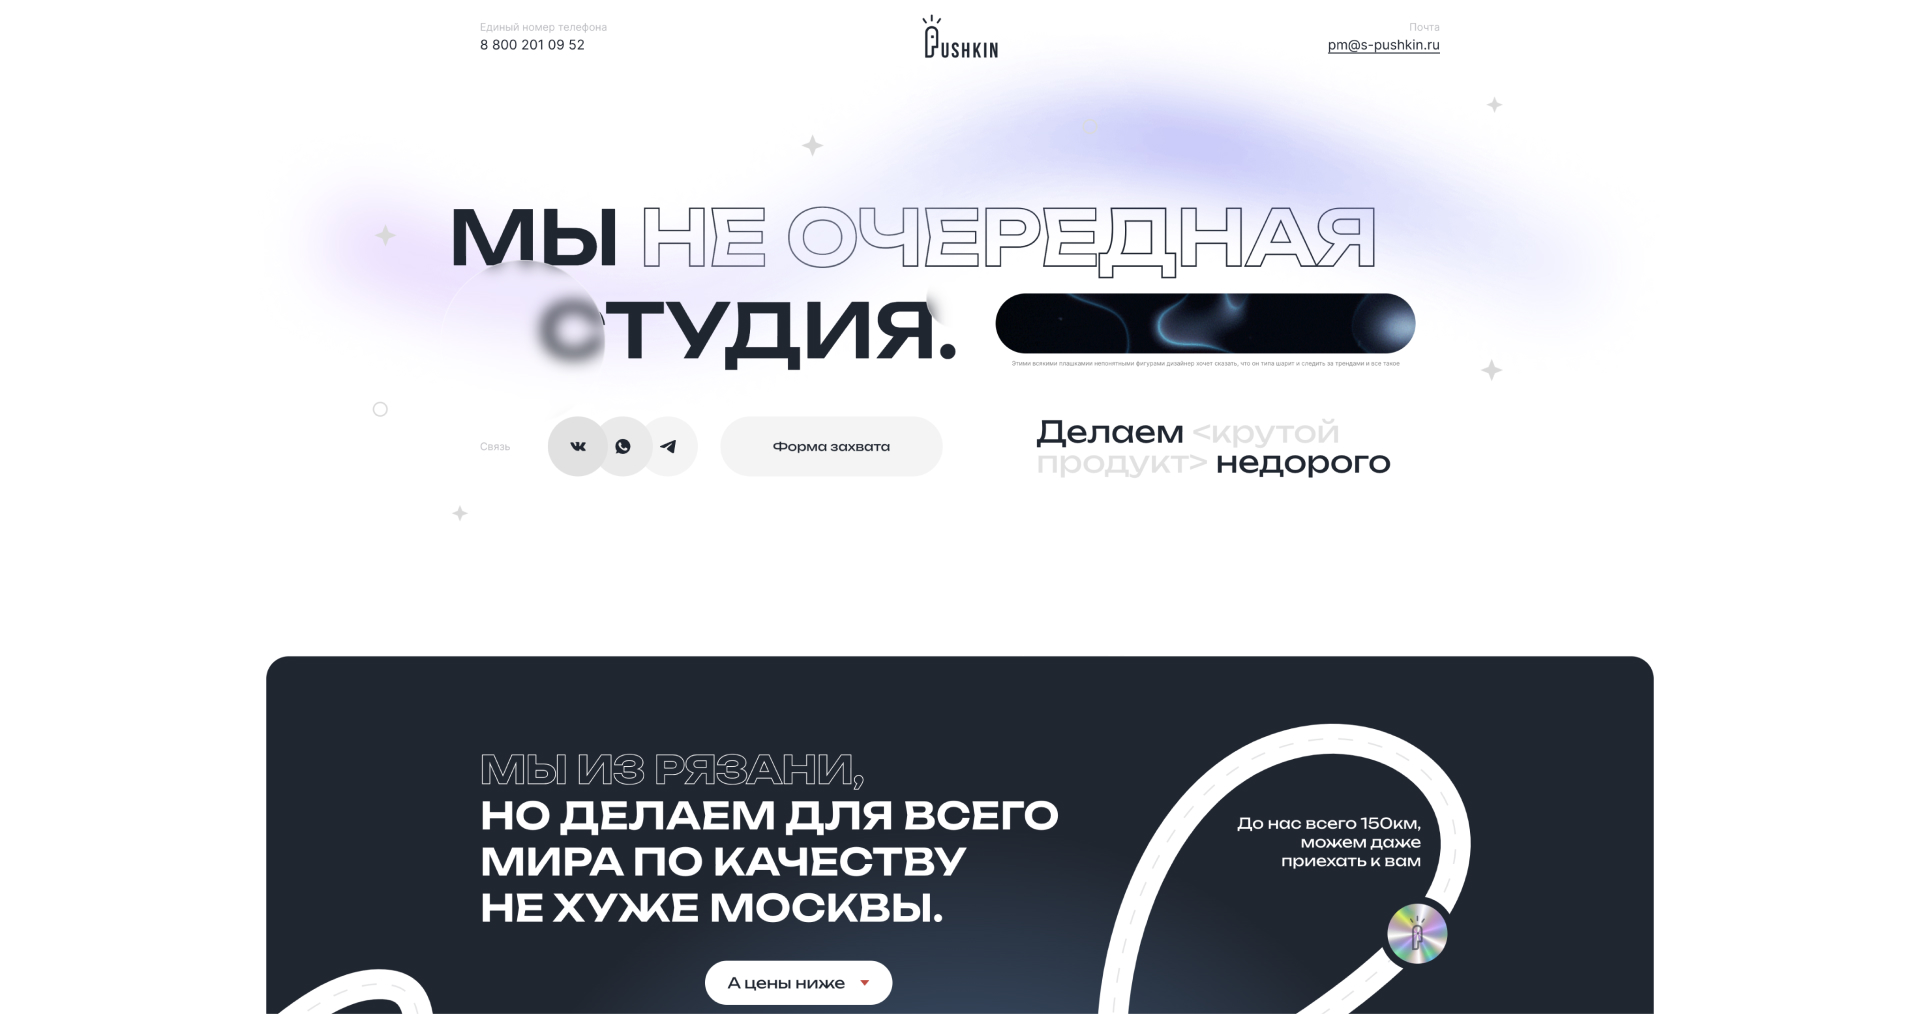 Единый номер телефона
8 800 201 09 52
PUSHKIN
Почта
pm@s-pushkin.ru
МЫ НЕ ОЧЕРЕДНАЯ
СТУДИЯ.
Этими всякими плашками непонятными фигурами дизайнер хочет сказать, что он типа шарит и следить за трендами и все такое
Связь
Форма захвата
Делаем <крутой
продукт> недорого
МЫ ИЗ РЯЗАНИ,
НО ДЕЛАЕМ ДЛЯ ВСЕГО
МИРА ПО КАЧЕСТВУ
НЕ ХУЖЕ МОСКВЫ.
До нас всего 150км,
можем даже
приехать к вам
А цены ниже